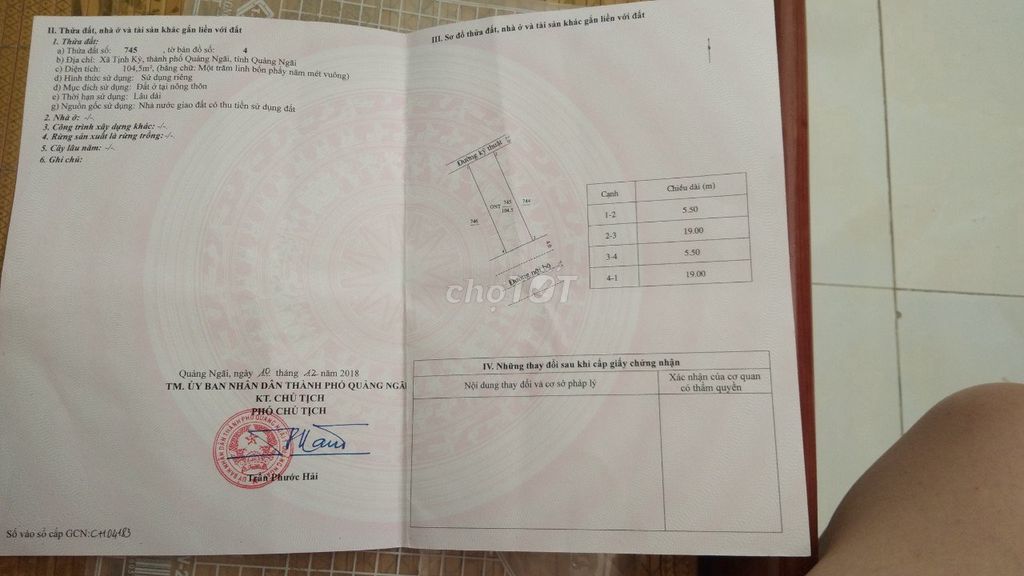 II. Thửa đất, nhà ở và tài sản khác gắn liền với đất
1. Thửa đất:
a) Thửa đất số: 745 , tờ bản đồ số: 4
b) Địa chỉ: Xã Tịnh Kỳ, thành phố Quảng Ngãi, tỉnh Quảng Ngãi
c) Diện tích: 104,5m², (bằng chữ: Một trăm linh bốn phẩy năm mét vuông)
d) Hình thức sử dụng: Sử dụng riêng
đ) Mục đích sử dụng: Đất ở tại nông thôn
e) Thời hạn sử dụng: Lâu dài
g) Nguồn gốc sử dụng: Nhà nước giao đất có thu tiền sử dụng đất
2. Nhà ở: -/-
3. Công trình xây dựng khác: -/-
4. Rừng sản xuất là rừng trồng: -/-
5. Cây lâu năm: -/-
6. Ghi chú:
Quảng Ngãi, ngày 10 tháng 12 năm 2018
TM. ỦY BAN NHÂN DÂN THÀNH PHỐ QUẢNG NGÃI
KT. CHỦ TỊCH
PHÓ CHỦ TỊCH
Trần Phước Hải
Số vào sổ cấp GCN: CH04183
III. Sơ đồ thửa đất, nhà ở và tài sản khác gắn liền với đất
Đường kỹ thuật
746
ONT 745
104.5
744
4.0
Đường nội bộ
Cạnh Chiều dài (m)
1-2 5.50
2-3 19.00
3-4 5.50
4-1 19.00
chợTỐT
IV. Những thay đổi sau khi cấp giấy chứng nhận
Nội dung thay đổi và cơ sở pháp lý
Xác nhận của cơ quan
có thẩm quyền